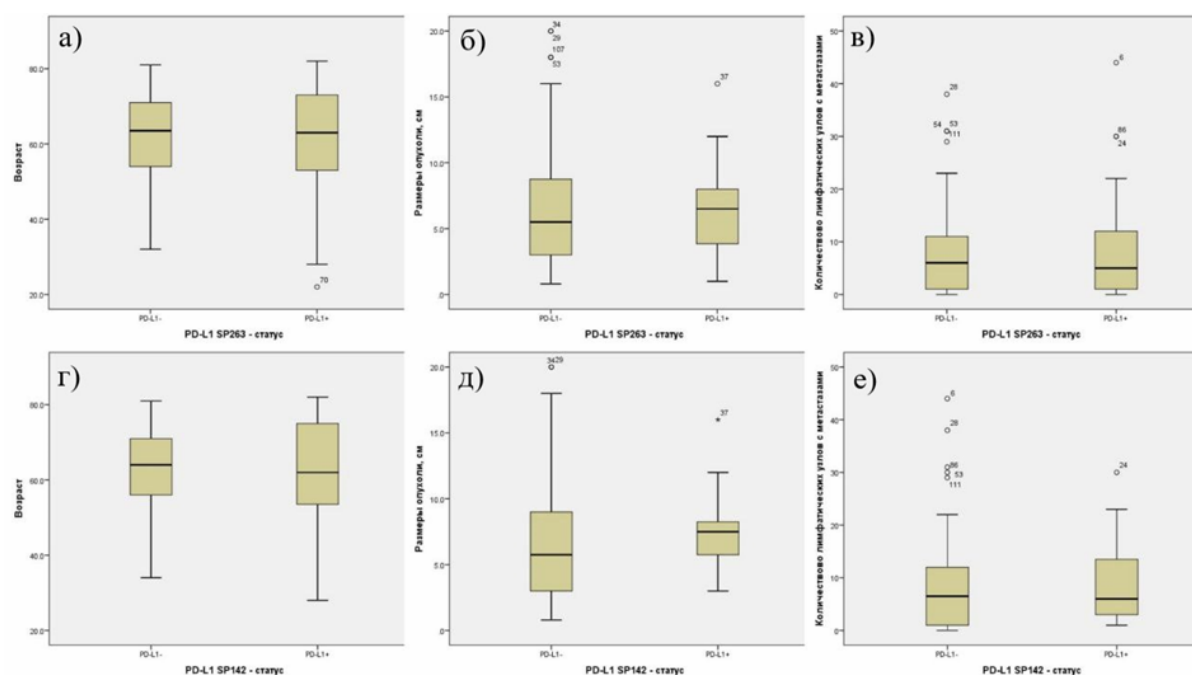 а)
80.0
60.0
40.0
20.0
Возраст
70
PD-L1-
PD-L1+
PD-L1 SP263 - статус
б)
20.0
15.0
10.0
5.0
.0
Размеры опухоли, см
34
29
107
53
37
PD-L1-
PD-L1+
PD-L1 SP263 - статус
в)
50
40
30
20
10
0
Количествово лимфатических узлов с метастазами
28
54
53
111
6
86
24
PD-L1-
PD-L1+
PD-L1 SP263 - статус
г)
80.0
60.0
40.0
20.0
Возраст
PD-L1-
PD-L1+
PD-L1 SP142 - статус
д)
20.0
15.0
10.0
5.0
.0
Размеры опухоли, см
3429
37
PD-L1-
PD-L1+
PD-L1 SP142 - статус
е)
50
40
30
20
10
0
Количествово лимфатических узлов с метастазами
6
28
86
53
111
24
PD-L1-
PD-L1+
PD-L1 SP142 - статус